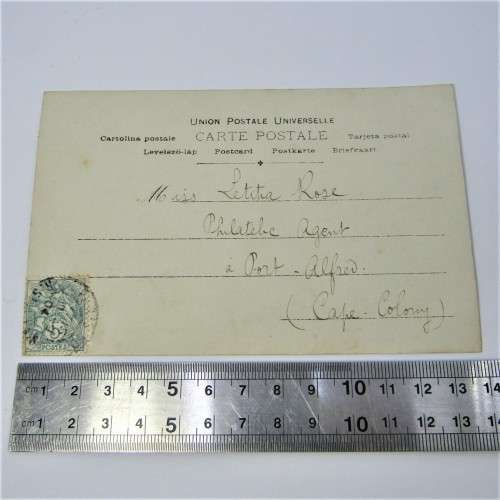 UNION POSTALE UNIVERSELLE
Cartolina postale CARTE POSTALE Tarjeta postal
Levelező-lap Postcard Postkarte Briefkaart
Miss Letitia Rose
Philatelic Agent
à Port-Alfred.
(Cape-Colony)
5c
cm 1 2 3 4 5 6 7 8 9 10 11 12 13 14
cm 1 2 3 4 5 6 7 8 9 10 11 12 13 14